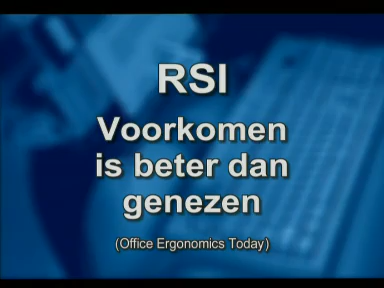 RSI
Voorkomen
is beter dan
genezen
(Office Ergonomics Today)